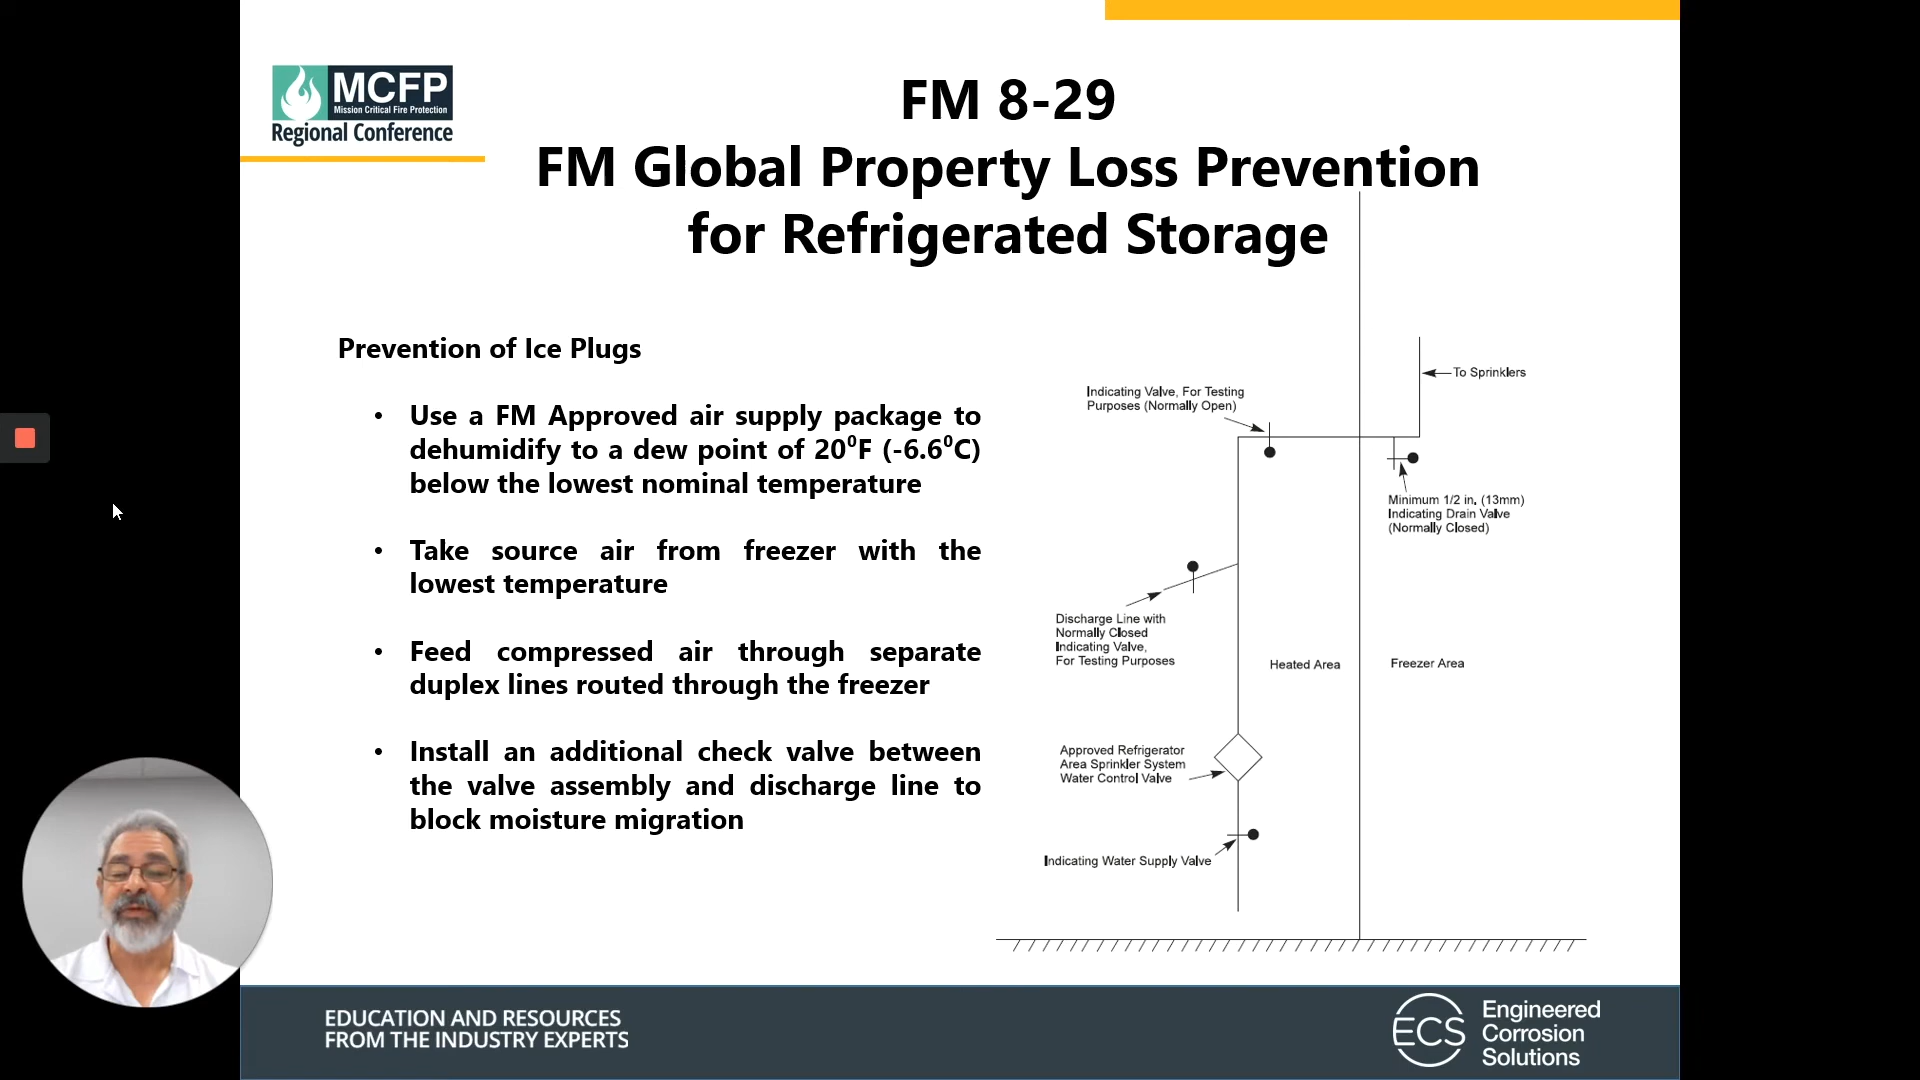 MCFP
Mission Critical Fire Protection
Regional Conference
FM 8-29
FM Global Property Loss Prevention
for Refrigerated Storage
Prevention of Ice Plugs
• Use a FM Approved air supply package to
dehumidify to a dew point of 20⁰F (-6.6⁰C)
below the lowest nominal temperature
• Take source air from freezer with the
lowest temperature
• Feed compressed air through separate
duplex lines routed through the freezer
• Install an additional check valve between
the valve assembly and discharge line to
block moisture migration
To Sprinklers
Indicating Valve, For Testing
Purposes (Normally Open)
Minimum 1/2 in. (13mm)
Indicating Drain Valve
(Normally Closed)
Discharge Line with
Normally Closed
Indicating Valve,
For Testing Purposes
Heated Area
Freezer Area
Approved Refrigerator
Area Sprinkler System
Water Control Valve
Indicating Water Supply Valve
EDUCATION AND RESOURCES
FROM THE INDUSTRY EXPERTS
ECS
Engineered
Corrosion
Solutions